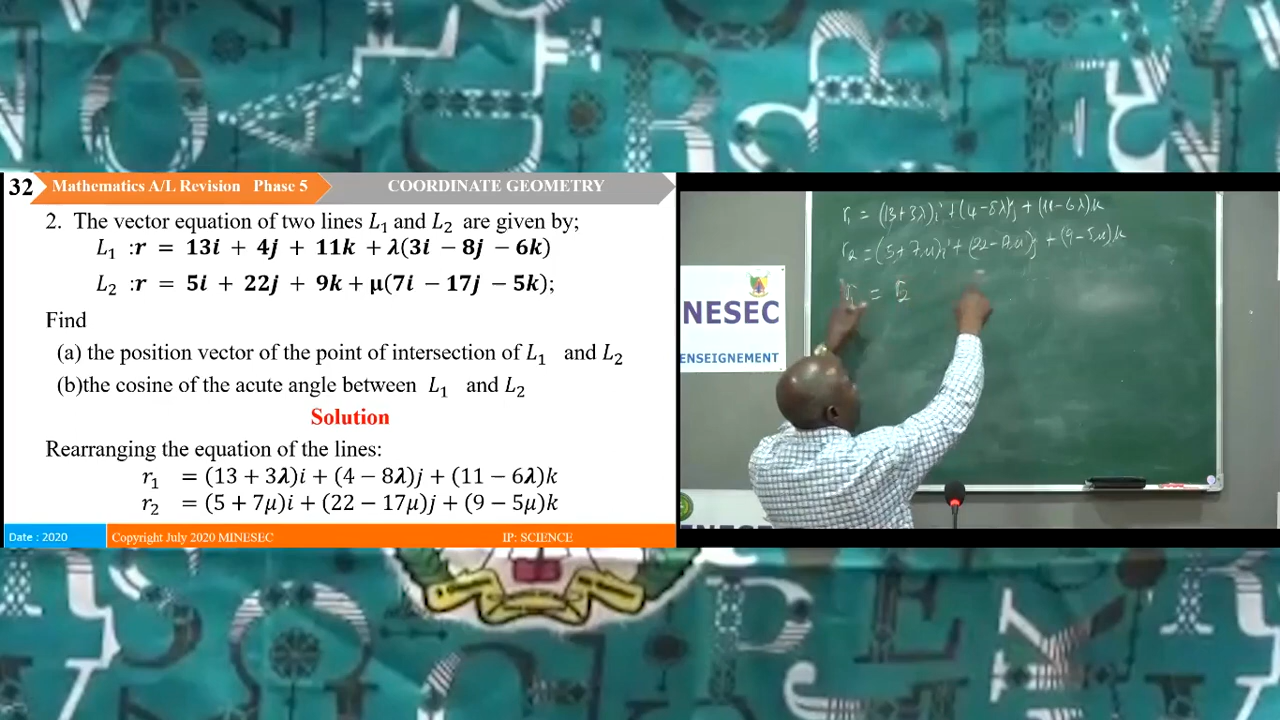 32 Mathematics A/L Revision Phase 5 COORDINATE GEOMETRY
2. The vector equation of two lines L₁ and L₂ are given by;
L₁ :r = 13i + 4j + 11k + λ(3i − 8j − 6k)
L₂ :r = 5i + 22j + 9k + μ(7i − 17j − 5k);
Find
(a) the position vector of the point of intersection of L₁ and L₂
(b)the cosine of the acute angle between L₁ and L₂
Solution
Rearranging the equation of the lines:
r₁ = (13 + 3λ)i + (4 − 8λ)j + (11 − 6λ)k
r₂ = (5 + 7μ)i + (22 − 17μ)j + (9 − 5μ)k
Date : 2020 Copyright July 2020 MINESEC IP: SCIENCE
NESEC
ENSEIGNEMENT
r₁ = (13+3λ)i + (4−8λ)j + (11−6λ)k
r₂ = (5+7μ)i + (22−17μ)j + (9−5μ)k
r₁ = r₂